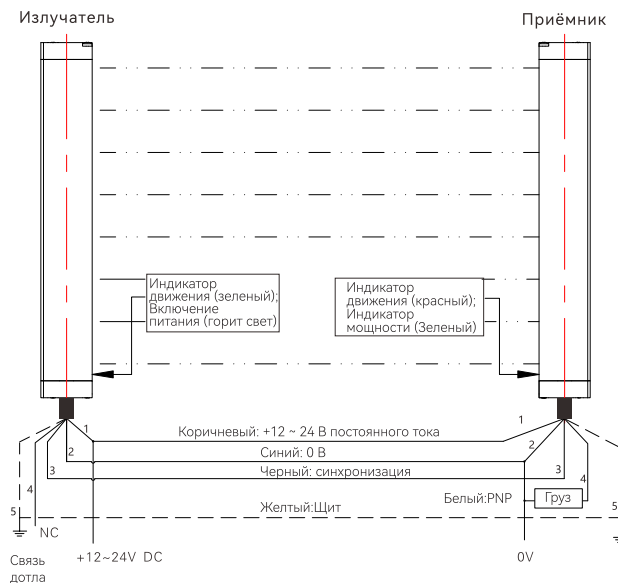 Излучатель
Приёмник
Индикатор
движения (зеленый);
Включение
питания (горит свет)
Индикатор
движения (красный);
Индикатор
мощности (Зеленый)
1
Коричневый: +12 ~ 24 В постоянного тока
1
2
Синий: 0 В
2
3
Черный: синхронизация
3
4
4
Белый:PNP
Груз
5
Желтый:Щит
5
NC
Связь
дотла
+12~24V DC
0V